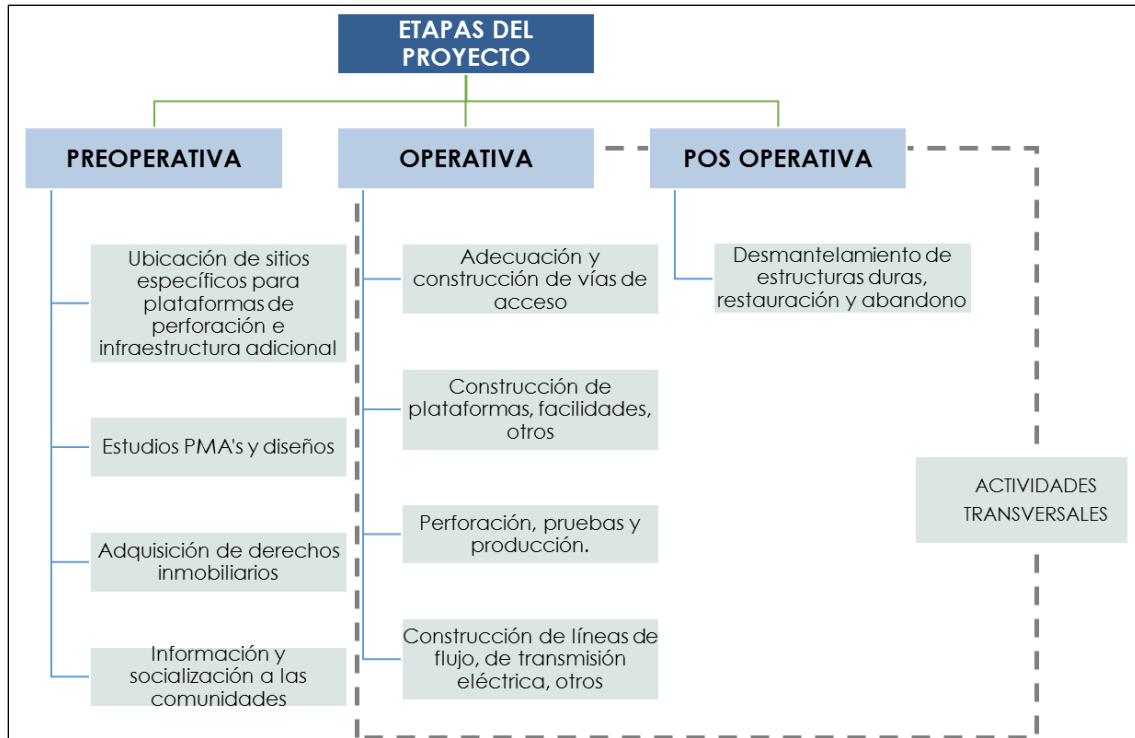 ETAPAS DEL
PROYECTO
PREOPERATIVA
Ubicación de sitios
específicos para
plataformas de
perforación e
infraestructura adicional
Estudios PMA's y diseños
Adquisición de derechos
inmobiliarios
Información y
socialización a las
comunidades
OPERATIVA
Adecuación y
construcción de vías de
acceso
Construcción de
plataformas, facilidades,
otros
Perforación, pruebas y
producción.
Construcción de líneas de
flujo, de transmisión
eléctrica, otros
POS OPERATIVA
Desmantelamiento de
estructuras duras,
restauración y abandono
ACTIVIDADES
TRANSVERSALES